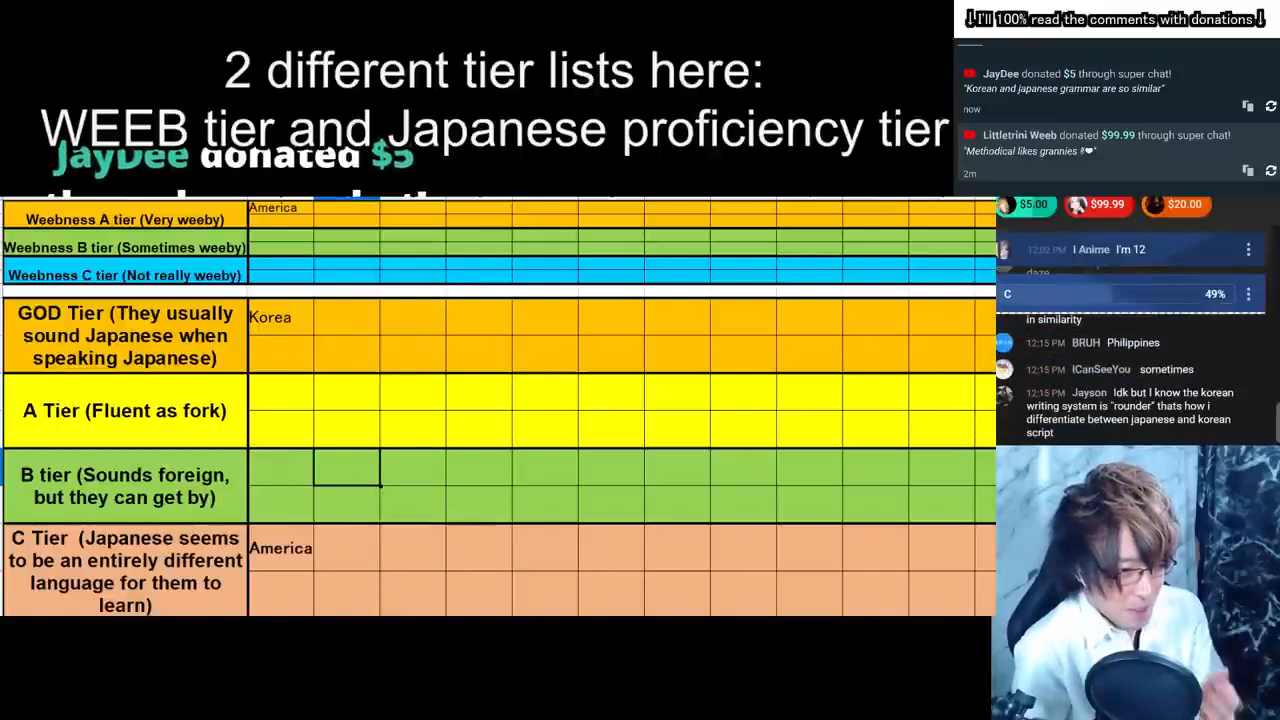 2 different tier lists here:
WEEB tier and Japanese proficiency tier
JayDee donated $5
Weebness A tier (Very weeby)
America
Weebness B tier (Sometimes weeby)
Weebness C tier (Not really weeby)
GOD Tier (They usually
sound Japanese when
speaking Japanese)
Korea
A Tier (Fluent as fork)
B tier (Sounds foreign,
but they can get by)
C Tier (Japanese seems
to be an entirely different
language for them to
learn)
America
↓I'll 100% read the comments with donations↓
JayDee donated $5 through super chat!
"Korean and japanese grammar are so similar"
now
Littletrini Weeb donated $99.99 through super chat!
"Methodical likes grannies ✌❤"
2m
$5.00 $99.99 $20.00
12:02 PM I Anime I'm 12
daze
C 49%
in similarity
12:15 PM BRUH Philippines
12:15 PM ICanSeeYou sometimes
12:15 PM Jayson Idk but I know the korean
writing system is "rounder" thats how i
differentiate between japanese and korean
script